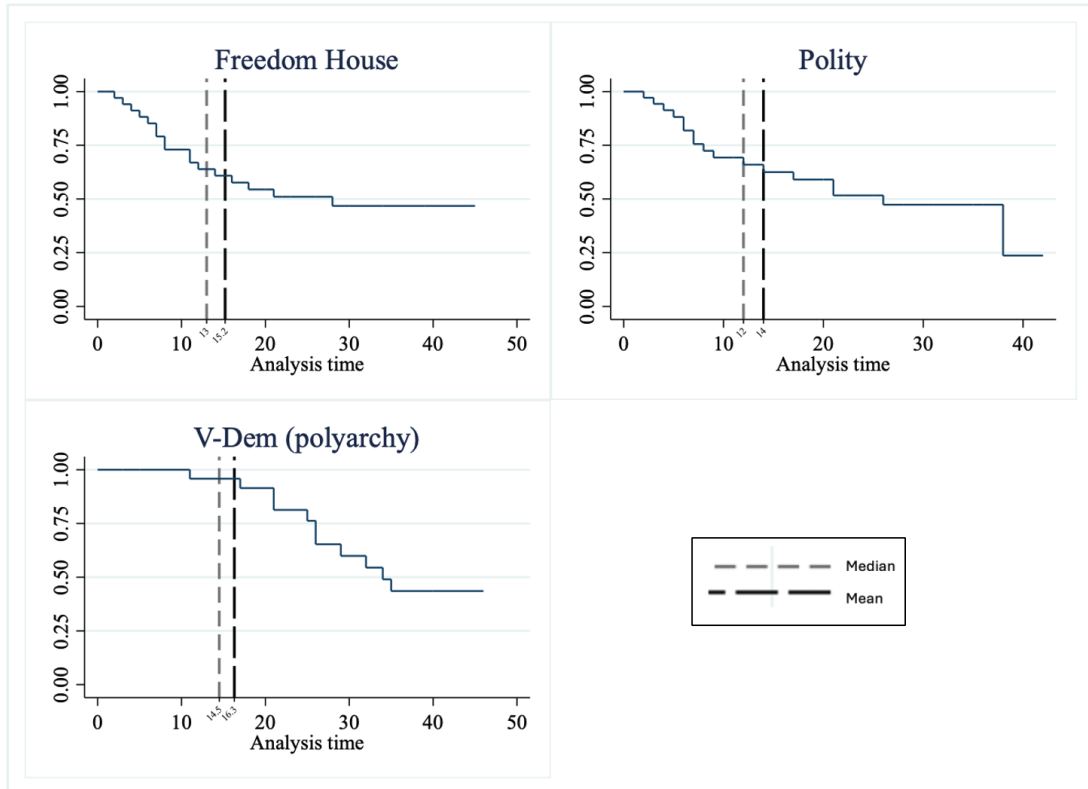 Freedom House
1.00
0.75
0.50
0.25
0.00
0 10 13 15.2 20 30 40 50
Analysis time
Polity
1.00
0.75
0.50
0.25
0.00
0 10 12 14 20 30 40
Analysis time
V-Dem (polyarchy)
1.00
0.75
0.50
0.25
0.00
0 10 14.5 16.3 20 30 40 50
Analysis time
Median
Mean